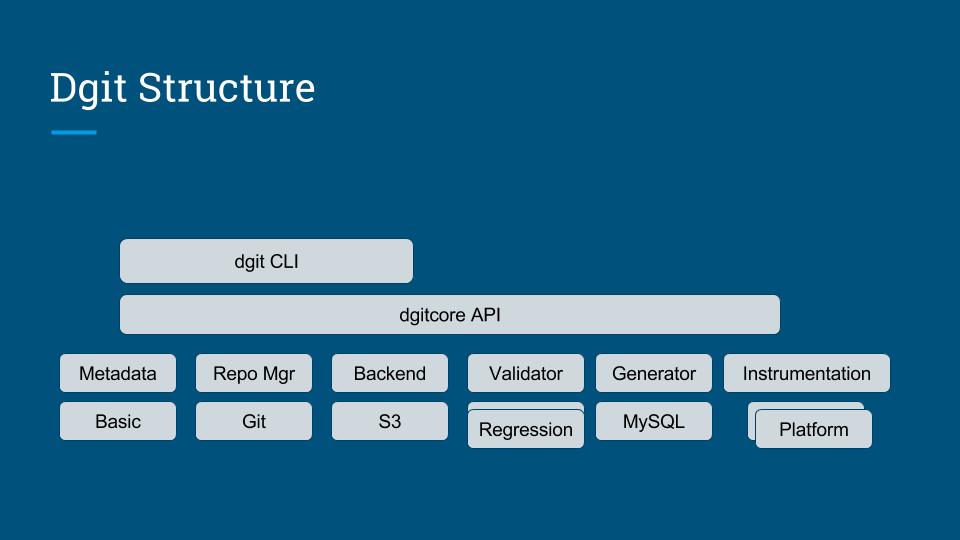 Dgit Structure
dgit CLI
dgitcore API
Metadata Repo Mgr Backend Validator Generator Instrumentation
Basic Git S3 Regression MySQL Platform